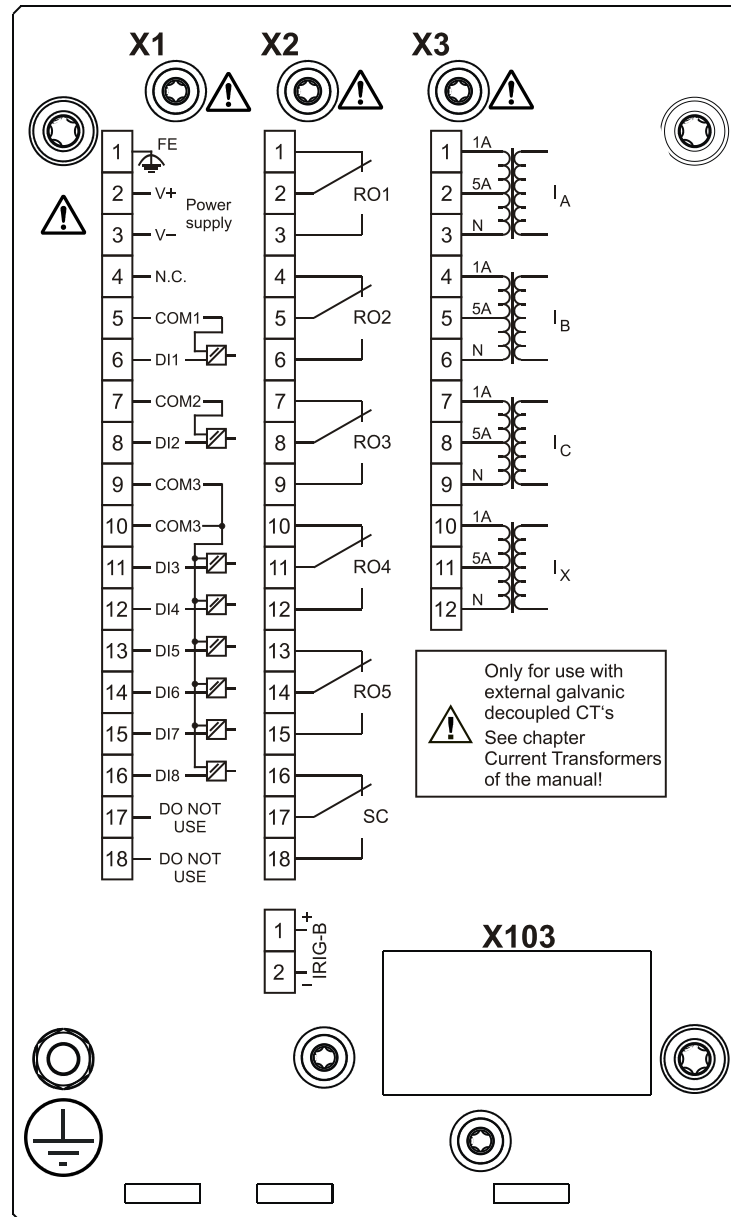 X1 X2 X3
1 FE
2 V+
Power
supply
3 V–
4 N.C.
5 COM1
6 DI1
7 COM2
8 DI2
9 COM3
10 COM3
11 DI3
12 DI4
13 DI5
14 DI6
15 DI7
16 DI8
17 DO NOT
USE
18 DO NOT
USE
1
2 RO1
3
4
5 RO2
6
7
8 RO3
9
10
11 RO4
12
13
14 RO5
15
16
17 SC
18
1 +
IRIG-B
2 –
1 1A
2 5A IA
3 N
4 1A
5 5A IB
6 N
7 1A
8 5A IC
9 N
10 1A
11 5A IX
12 N
Only for use with
external galvanic
decoupled CT‘s
See chapter
Current Transformers
of the manual!
X103